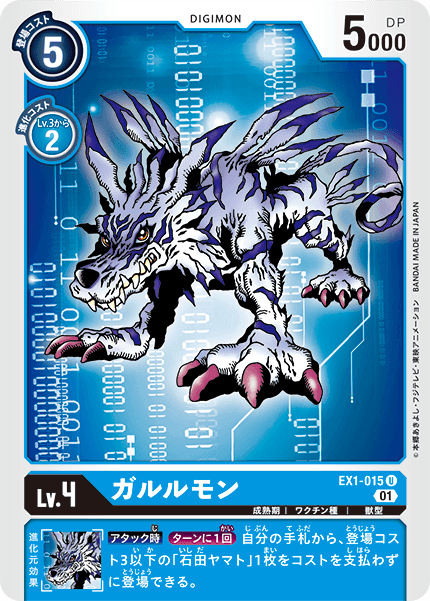 登場コスト
5
DIGIMON
DP
5000
進化コスト
Lv.3から
2
©本郷あきよし・フジテレビ・東映アニメーション BANDAI MADE IN JAPAN
EX1-015 U
01
Lv.4
ガルルモン
成熟期 | ワクチン種 | 獣型
進化元効果
アタック時 ターンに1回 自分の手札から、登場コス
ト3以下の「石田ヤマト」1枚をコストを支払わず
に登場できる。